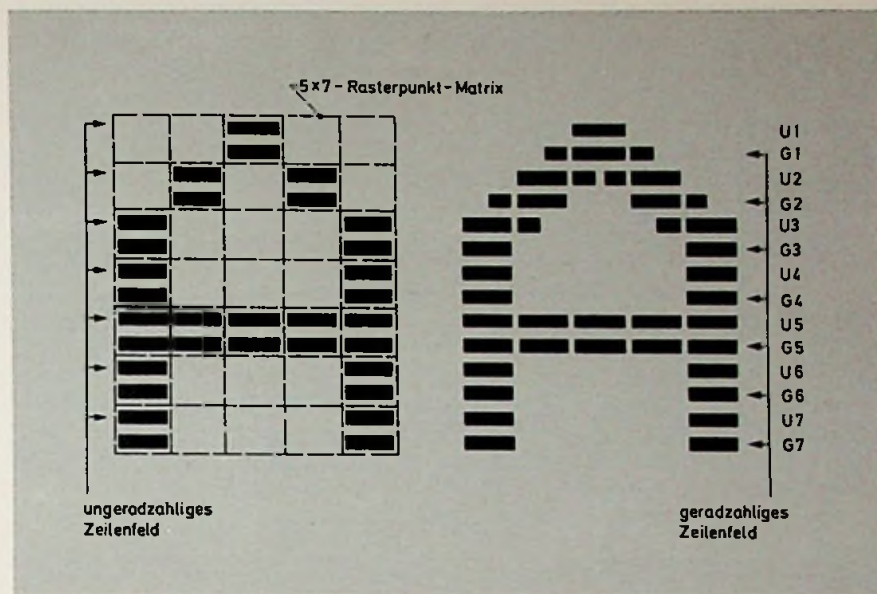 5×7-Rasterpunkt-Matrix
U1
G1
U2
G2
U3
G3
U4
G4
U5
G5
U6
G6
U7
G7
ungeradzahliges
Zeilenfeld
geradzahliges
Zeilenfeld